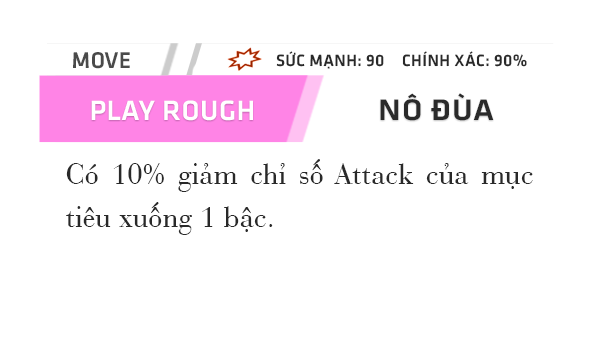 MOVE SỨC MẠNH: 90 CHÍNH XÁC: 90%
PLAY ROUGH NÔ ĐÙA
Có 10% giảm chỉ số Attack của mục
tiêu xuống 1 bậc.